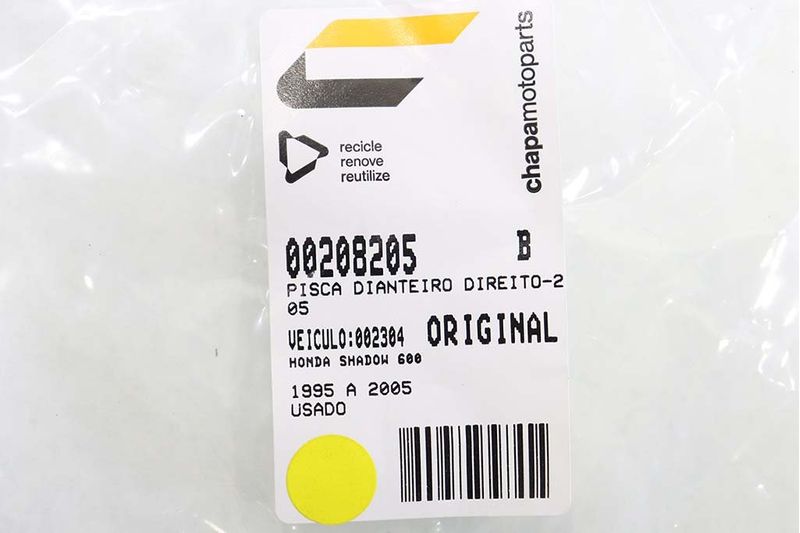 chapamotoparts
recicle
renove
reutilize
00208205 B
PISCA DIANTEIRO DIREITO-2
05
VEICULO:002304 ORIGINAL
HONDA SHADOW 600
1995 A 2005
USADO